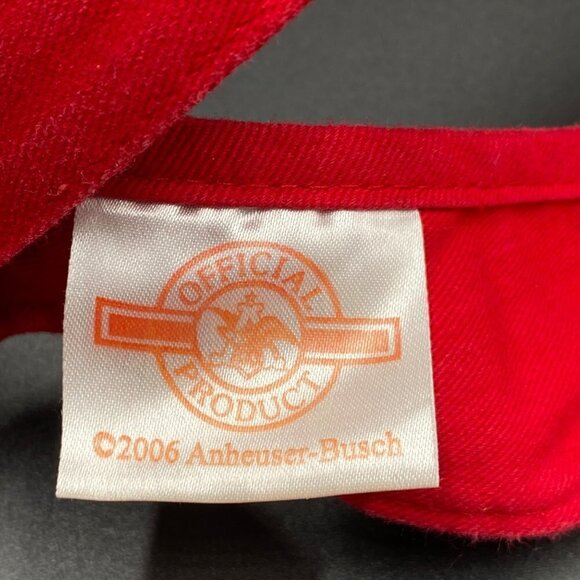 OFFICIAL
PRODUCT
©2006 Anheuser-Busch